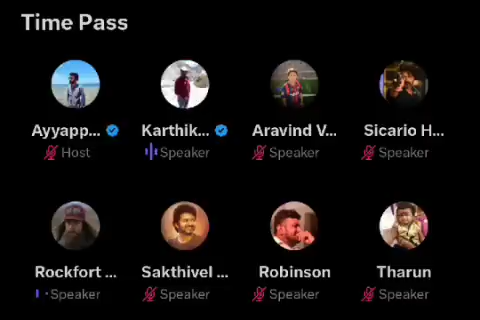 Time Pass
Ayyapp... Karthik... Aravind V... Sicario H...
Host Speaker Speaker Speaker
Rockfort ... Sakthivel ... Robinson Tharun
Speaker Speaker Speaker Speaker